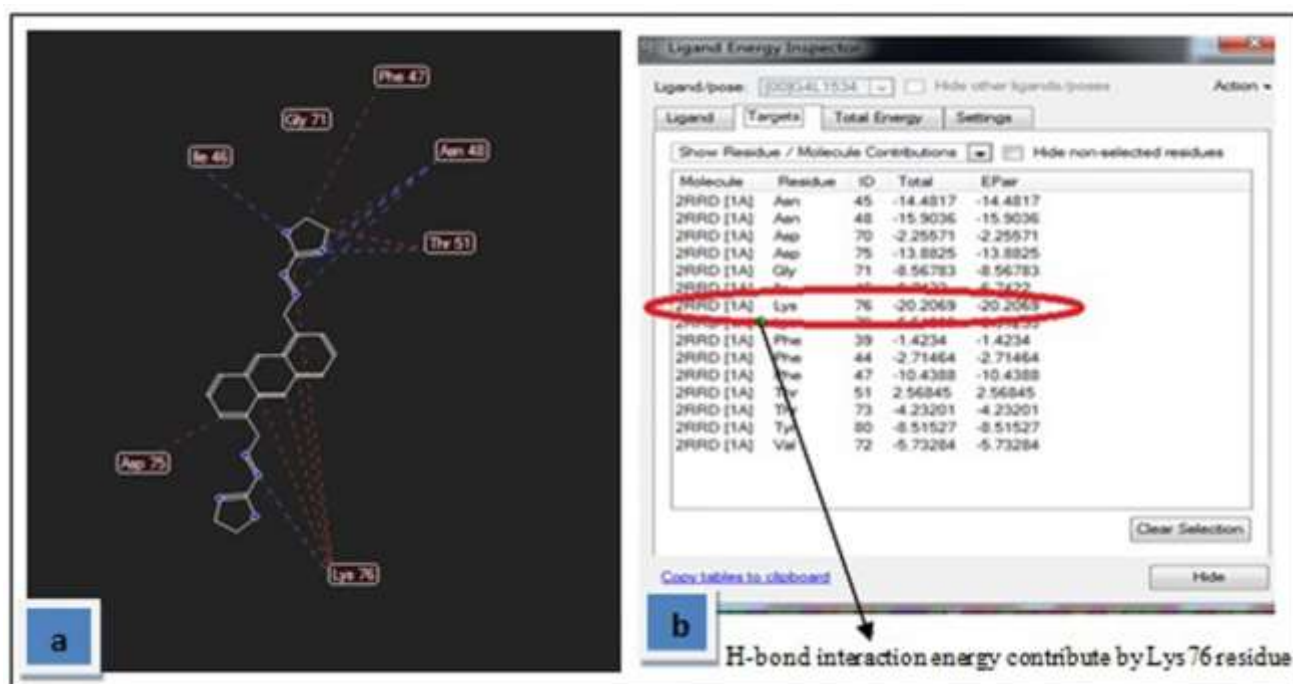 Phe 47
Gly 71
Ile 46
Asn 48
Thr 51
Asp 75
Lys 76
a
Ligand Energy Inspector
Ligand/pose: [00]G4L1534 Hide other ligands/poses Action
Ligand Targets Total Energy Settings
Show Residue / Molecule Contributions Hide non-selected residues
Molecule Residue ID Total EPair
2RRD [1A] Asn 45 -14.4817 -14.4817
2RRD [1A] Asn 48 -15.9036 -15.9036
2RRD [1A] Asp 70 -2.25571 -2.25571
2RRD [1A] Asp 75 -13.8825 -13.8825
2RRD [1A] Gly 71 -8.56783 -8.56783
2RRD [1A]
2RRD [1A] Lys 76 -20.2069 -20.2069
2RRD [1A] Phe 39 -1.4234 -1.4234
2RRD [1A] Phe 44 -2.71464 -2.71464
2RRD [1A] Phe 47 -10.4388 -10.4388
2RRD [1A] Thr 51 2.56845 2.56845
2RRD [1A] Thr 73 -4.23201 -4.23201
2RRD [1A] Tyr 80 -8.51527 -8.51527
2RRD [1A] Val 72 -5.73284 -5.73284
Clear Selection
Copy tables to clipboard Hide
b
H-bond interaction energy contribute by Lys76 residue